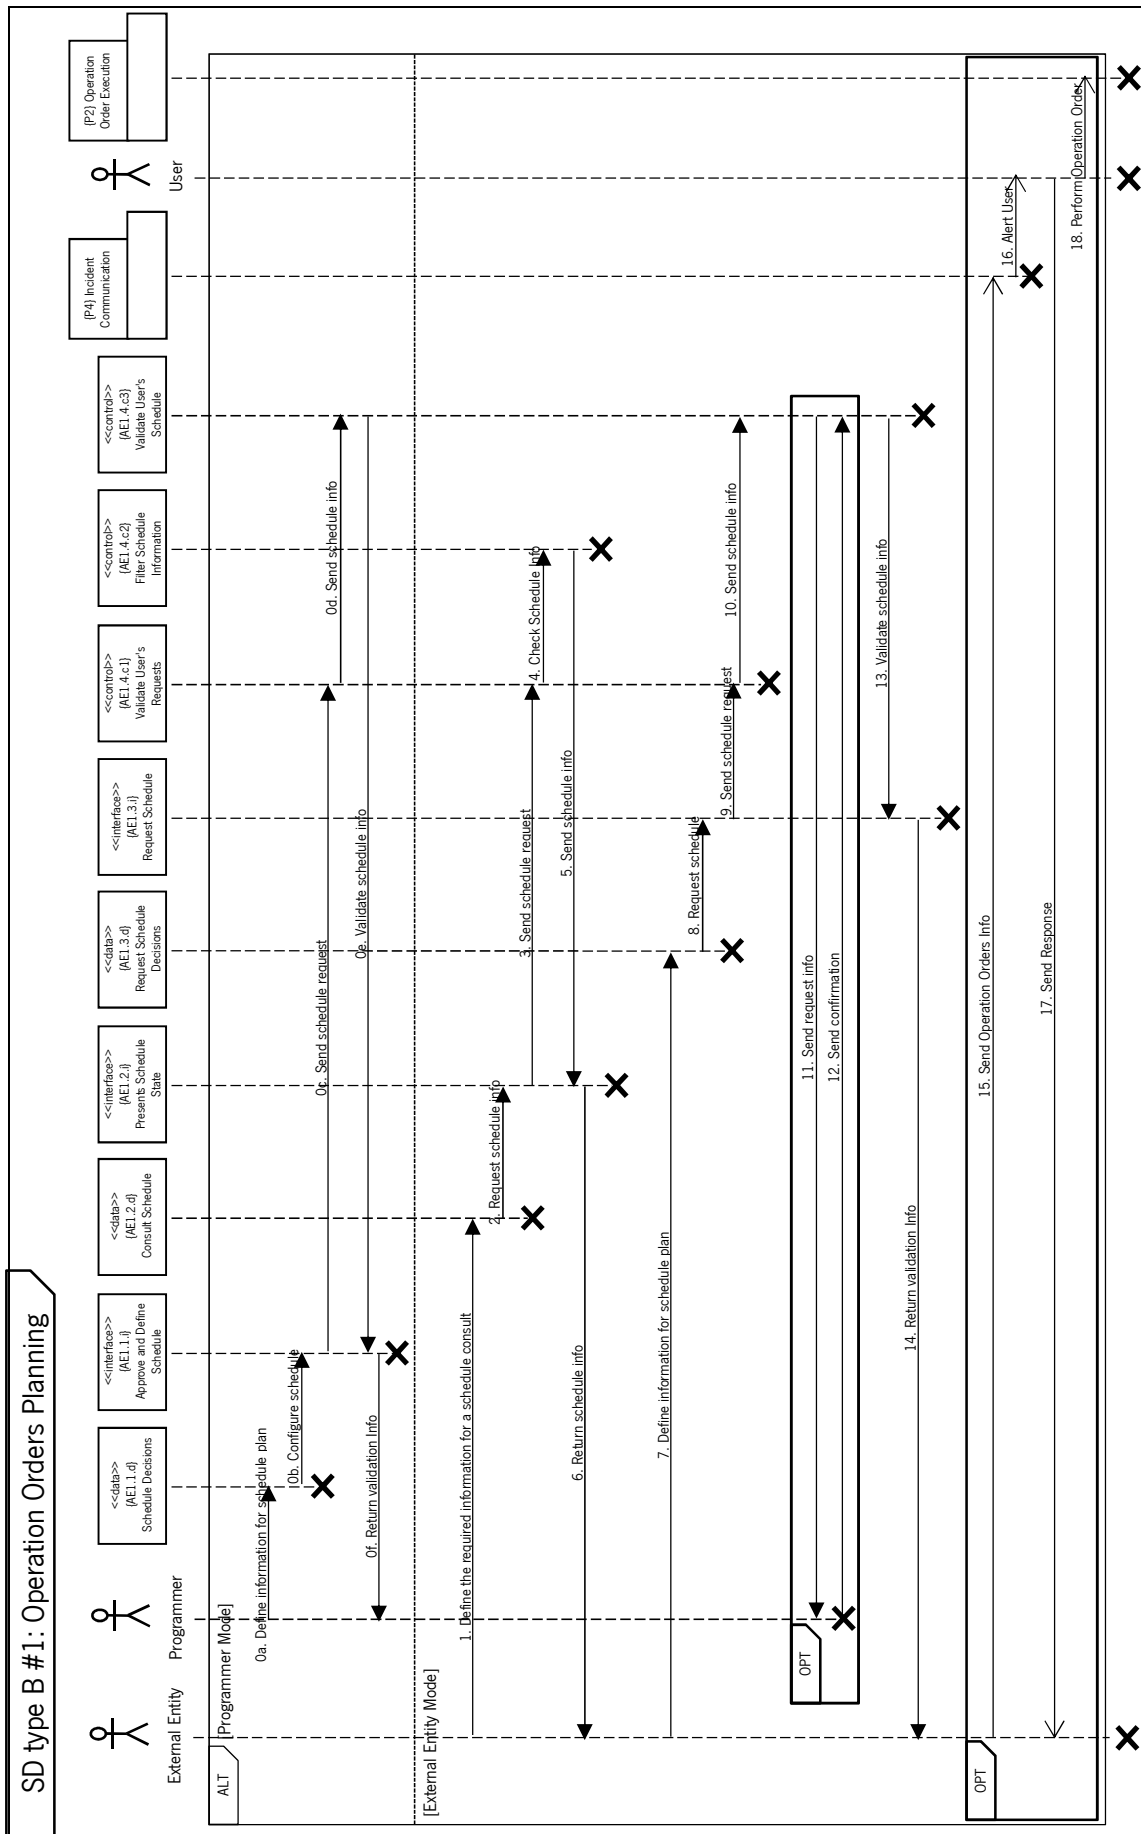 SD type B #1: Operation Orders Planning
External Entity
Programmer
<<data>>
{AE1.1.d}
Schedule Decisions
<<interface>>
{AE1.1.i}
Approve and Define
Schedule
<<data>>
{AE1.2.d}
Consult Schedule
<<interface>>
{AE1.2.i}
Presents Schedule
State
<<data>>
{AE1.3.d}
Request Schedule
Decisions
<<interface>>
{AE1.3.i}
Request Schedule
<<control>>
{AE1.4.c1}
Validate User's
Requests
<<control>>
{AE1.4.c2}
Filter Schedule
Information
<<control>>
{AE1.4.c3}
Validate User's
Schedule
{P4} Incident
Communication
User
{P2} Operation
Order Execution
ALT
[Programmer Mode]
0a. Define information for schedule plan
0b. Configure schedule
0c. Send schedule request
0d. Send schedule info
0e. Validate schedule info
0f. Return validation Info
[External Entity Mode]
1. Define the required information for a schedule consult
2. Request schedule info
3. Send schedule request
4. Check Schedule Info
5. Send schedule info
6. Return schedule info
7. Define information for schedule plan
8. Request schedule
9. Send schedule request
10. Send schedule info
OPT
11. Send request info
12. Send confirmation
13. Validate schedule info
14. Return validation Info
OPT
15. Send Operation Orders Info
16. Alert User
17. Send Response
18. Perform Operation Order